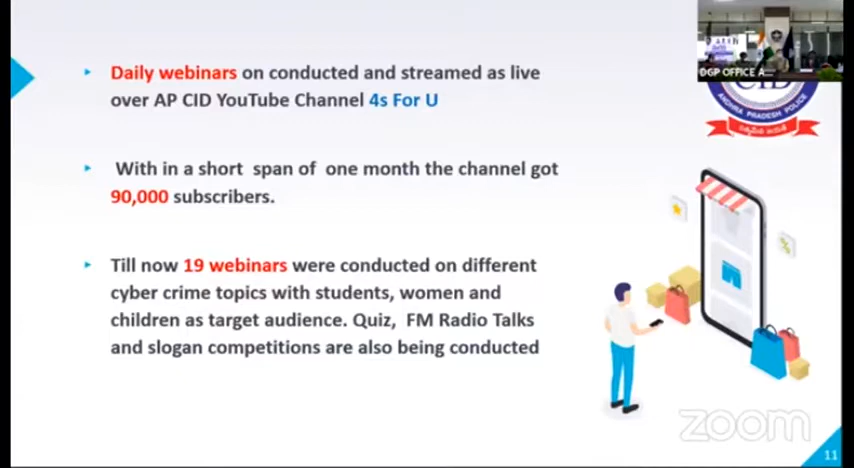 DGP OFFICE A...
CID
ANDHRA PRADESH POLICE
Daily webinars on conducted and streamed as live
over AP CID YouTube Channel 4s For U
With in a short span of one month the channel got
90,000 subscribers.
Till now 19 webinars were conducted on different
cyber crime topics with students, women and
children as target audience. Quiz, FM Radio Talks
and slogan competitions are also being conducted
%
zoom
11